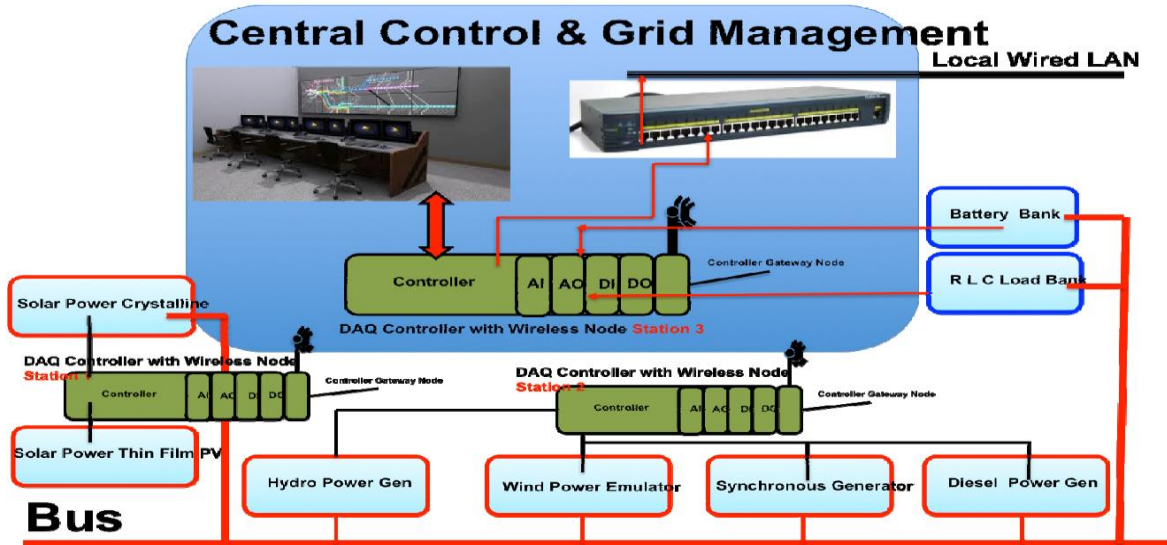 Central Control & Grid Management
Local Wired LAN
Battery Bank
Controller Gateway Node
Controller
AI
AO
DI
DO
R L C Load Bank
Solar Power Crystalline
DAQ Controller with Wireless Node Station 3
DAQ Controller with Wireless Node
Station
Controller Gateway Node
Controller
AI
AO
DI
DO
DAQ Controller with Wireless Node
Station 2
Controller Gateway Node
Controller
AI
AO
DI
DO
Solar Power Thin Film PV
Hydro Power Gen
Wind Power Emulator
Synchronous Generator
Diesel Power Gen
Bus